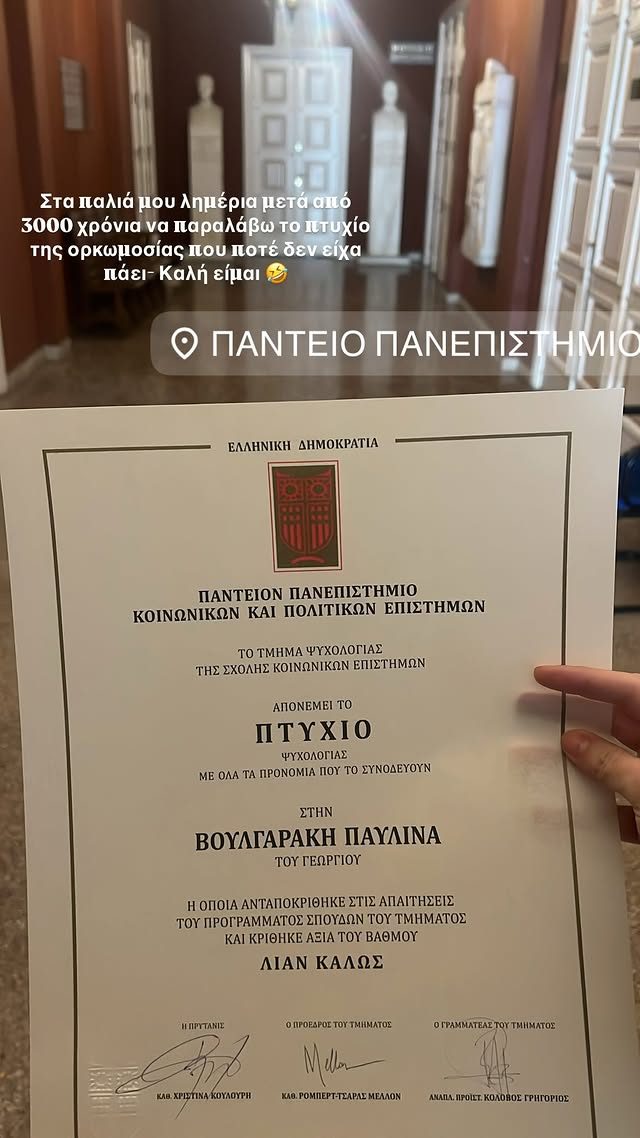 Στα παλιά μου λημέρια μετά από
3000 χρόνια να παραλάβω το πτυχίο
της ορκωμοσίας που ποτέ δεν είχα
πάει- Καλή είμαι 🤣
ΠΑΝΤΕΙΟ ΠΑΝΕΠΙΣΤΗΜΙΟ
ΕΛΛΗΝΙΚΗ ΔΗΜΟΚΡΑΤΙΑ
ΠΑΝΤΕΙΟΝ ΠΑΝΕΠΙΣΤΗΜΙΟ
ΚΟΙΝΩΝΙΚΩΝ ΚΑΙ ΠΟΛΙΤΙΚΩΝ ΕΠΙΣΤΗΜΩΝ
ΤΟ ΤΜΗΜΑ ΨΥΧΟΛΟΓΙΑΣ
ΤΗΣ ΣΧΟΛΗΣ ΚΟΙΝΩΝΙΚΩΝ ΕΠΙΣΤΗΜΩΝ
ΑΠΟΝΕΜΕΙ ΤΟ
ΠΤΥΧΙΟ
ΨΥΧΟΛΟΓΙΑΣ
ΜΕ ΟΛΑ ΤΑ ΠΡΟΝΟΜΙΑ ΠΟΥ ΤΟ ΣΥΝΟΔΕΥΟΥΝ
ΣΤΗΝ
ΒΟΥΛΓΑΡΑΚΗ ΠΑΥΛΙΝΑ
ΤΟΥ ΓΕΩΡΓΙΟΥ
Η ΟΠΟΙΑ ΑΝΤΑΠΟΚΡΙΘΗΚΕ ΣΤΙΣ ΑΠΑΙΤΗΣΕΙΣ
ΤΟΥ ΠΡΟΓΡΑΜΜΑΤΟΣ ΣΠΟΥΔΩΝ ΤΟΥ ΤΜΗΜΑΤΟΣ
ΚΑΙ ΚΡΙΘΗΚΕ ΑΞΙΑ ΤΟΥ ΒΑΘΜΟΥ
ΛΙΑΝ ΚΑΛΩΣ
Η ΠΡΥΤΑΝΙΣ Ο ΠΡΟΕΔΡΟΣ ΤΟΥ ΤΜΗΜΑΤΟΣ Ο ΓΡΑΜΜΑΤΕΑΣ ΤΟΥ ΤΜΗΜΑΤΟΣ
ΚΑΘ. ΧΡΙΣΤΙΝΑ ΚΟΥΛΟΥΡΗ ΚΑΘ. ΡΟΜΠΕΡΤ-ΤΣΑΡΛΣ ΜΕΛΛΟΝ ΑΝΑΠΛ. ΠΡΟΪΣΤ. ΚΟΛΟΒΟΣ ΓΡΗΓΟΡΙΟΣ